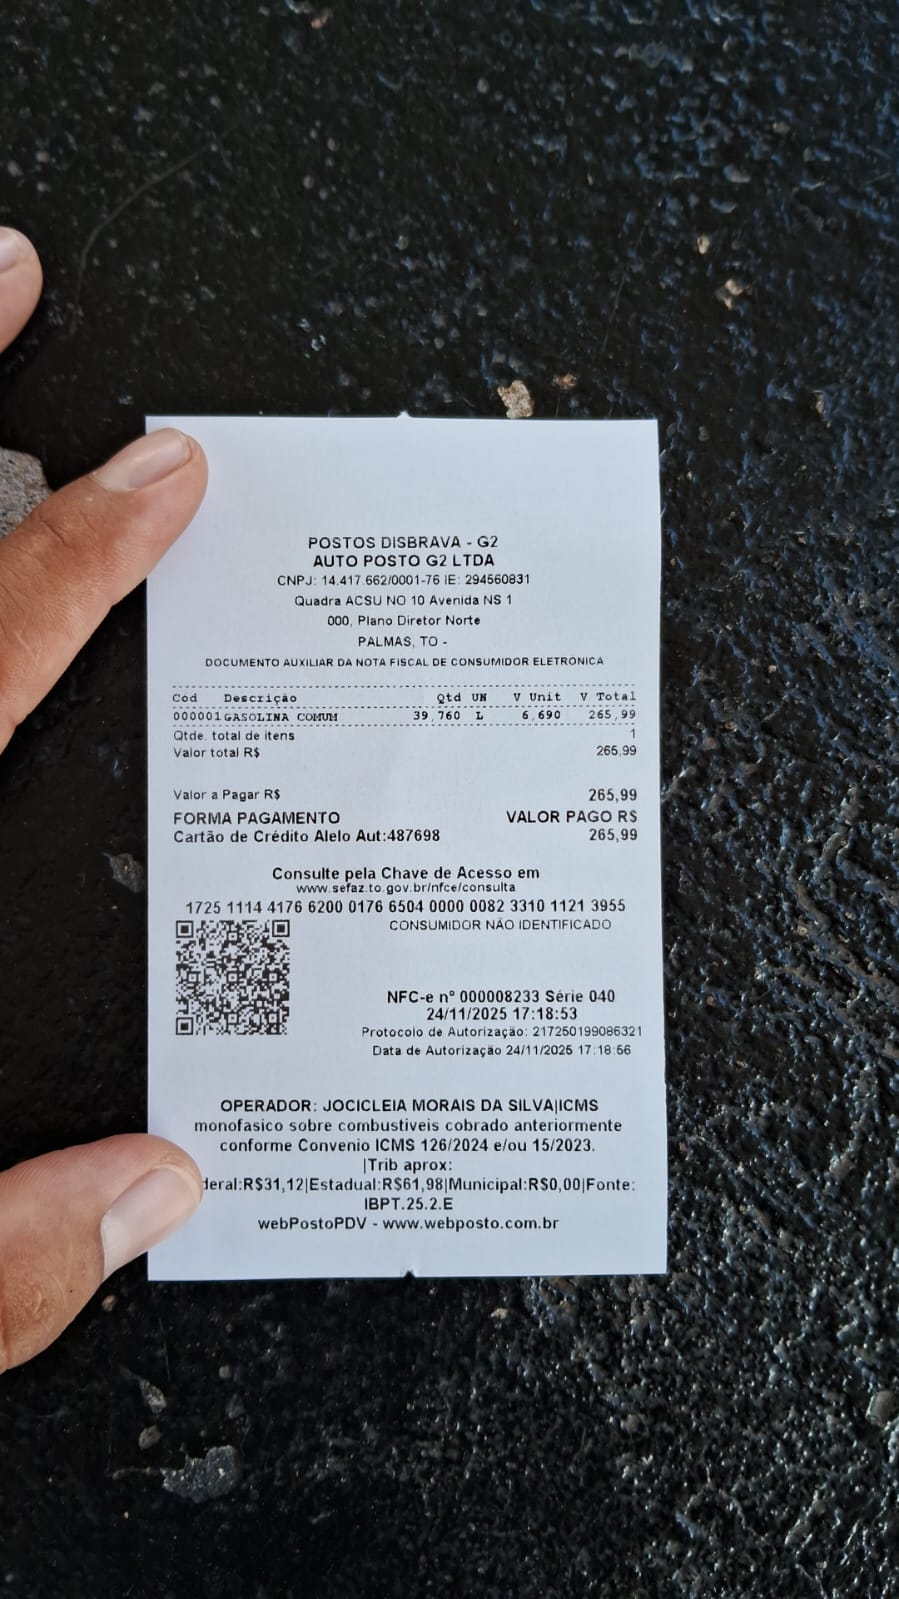 POSTOS DISBRAVA - G2
AUTO POSTO G2 LTDA
CNPJ: 14.417.662/0001-76 IE: 294560831
Quadra ACSU NO 10 Avenida NS 1
000, Plano Diretor Norte
PALMAS, TO -
DOCUMENTO AUXILIAR DA NOTA FISCAL DE CONSUMIDOR ELETRÔNICA
Cod Descrição Qtd UN V Unit V Total
000001 GASOLINA COMUM 39,760 L 6,690 265,99
Qtde. total de itens 1
Valor total R$ 265,99
Valor a Pagar R$ 265,99
FORMA PAGAMENTO VALOR PAGO R$
Cartão de Crédito Alelo Aut:487698 265,99
Consulte pela Chave de Acesso em
www.sefaz.to.gov.br/nfce/consulta
1725 1114 4176 6200 0176 6504 0000 0082 3310 1121 3955
CONSUMIDOR NÃO IDENTIFICADO
NFC-e nº 000008233 Série 040
24/11/2025 17:18:53
Protocolo de Autorização: 217250199086321
Data de Autorização 24/11/2025 17:18:56
OPERADOR: JOCICLEIA MORAIS DA SILVA|ICMS
monofasico sobre combustiveis cobrado anteriormente
conforme Convenio ICMS 126/2024 e/ou 15/2023.
|Trib aprox:
deral:R$31,12|Estadual:R$61,98|Municipal:R$0,00|Fonte:
IBPT.25.2.E
webPostoPDV - www.webposto.com.br